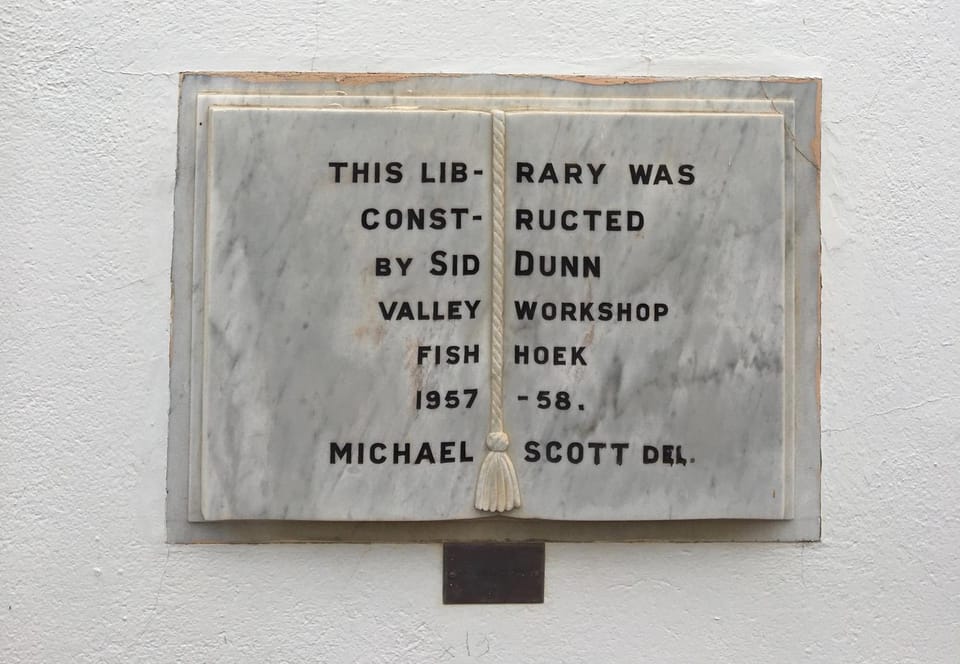 THIS LIB- RARY WAS
CONST- RUCTED
BY SID DUNN
VALLEY WORKSHOP
FISH HOEK
1957 -58.
MICHAEL SCOTT DEL.